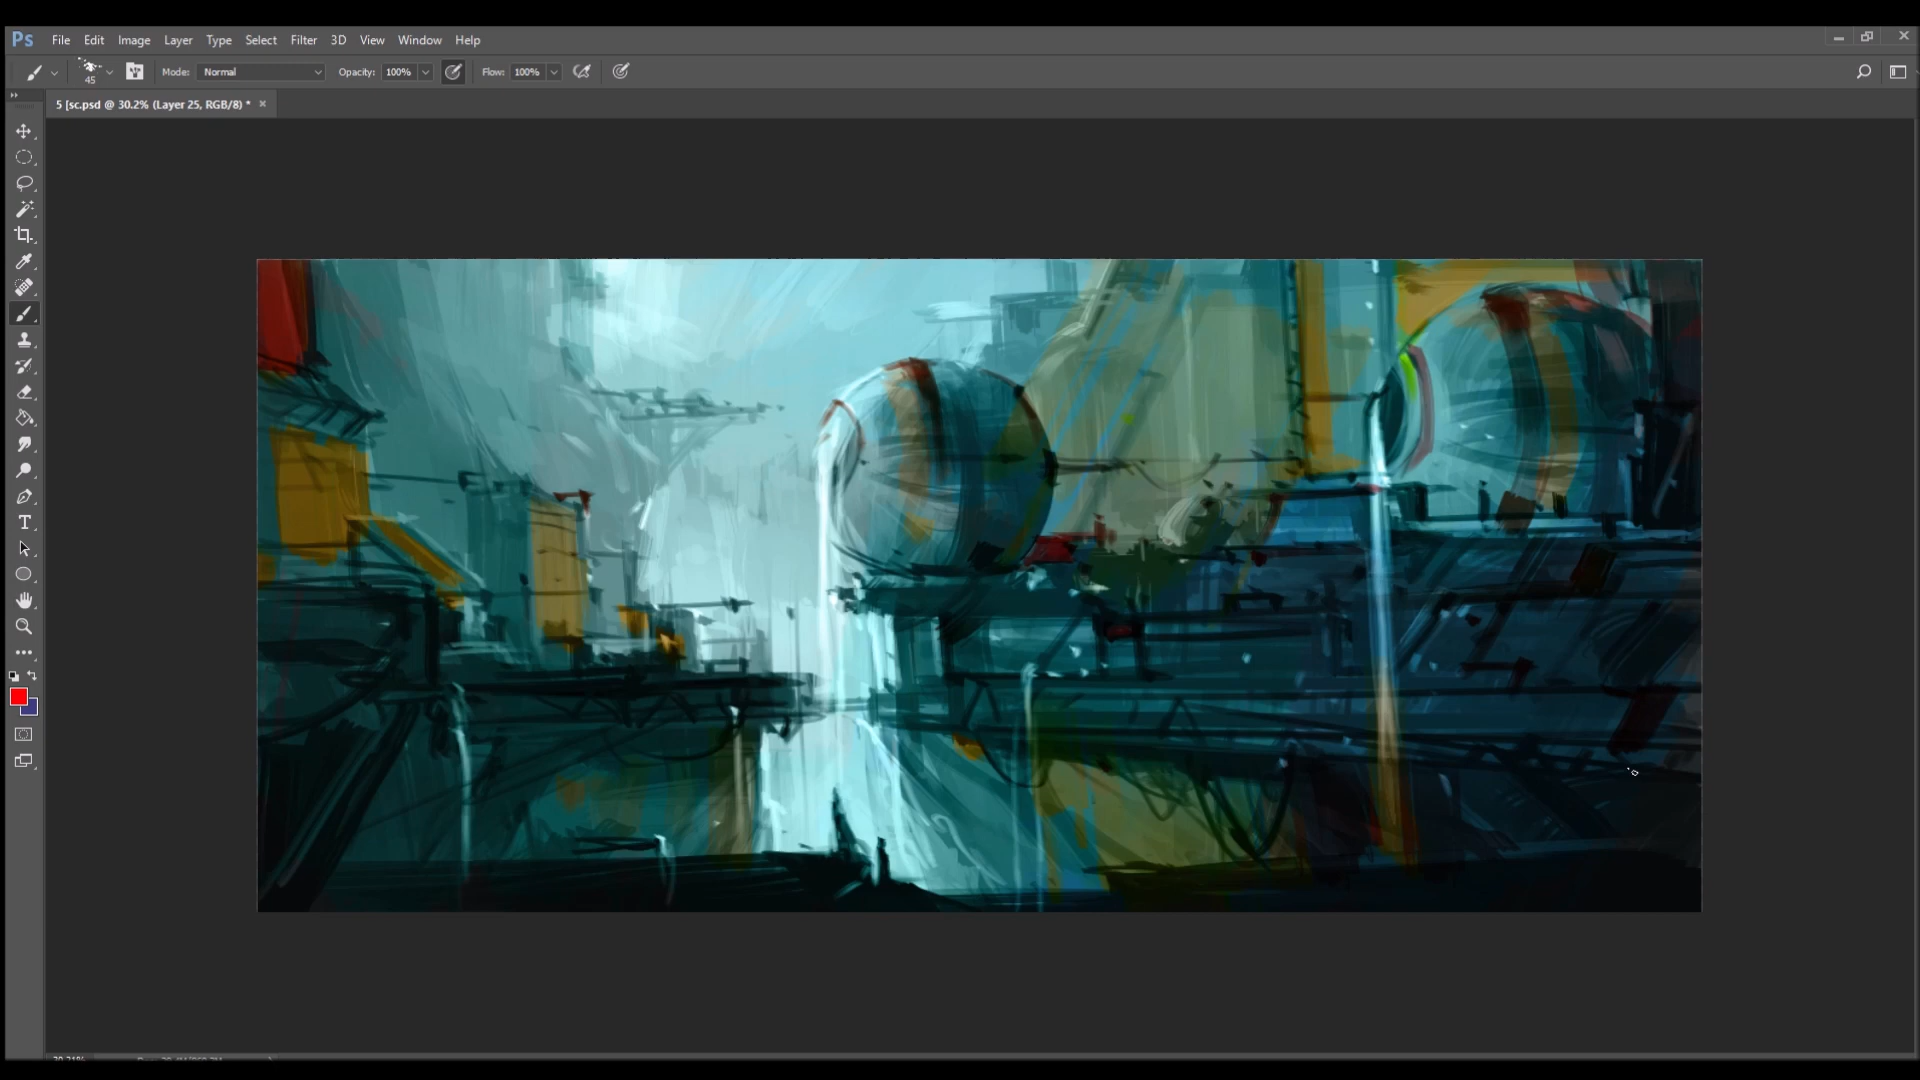 Ps File Edit Image Layer Type Select Filter 3D View Window Help
45 Mode: Normal Opacity: 100% Flow: 100%
5 [sc.psd @ 30.2% (Layer 25, RGB/8) *
T